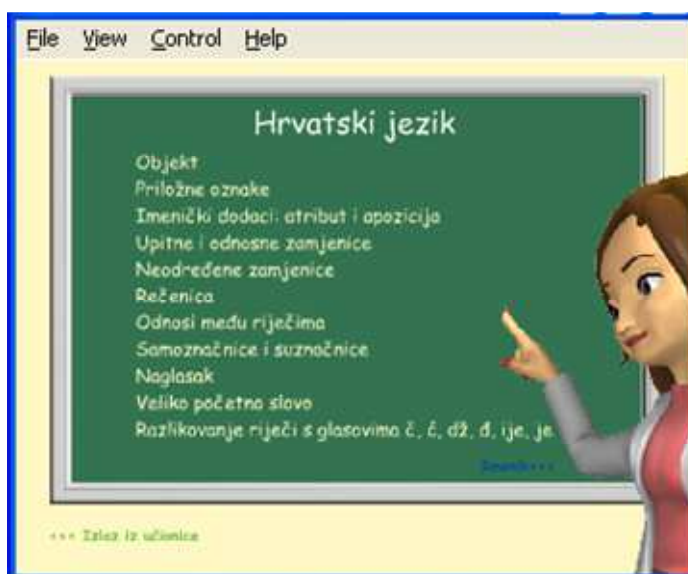 File View Control Help
Hrvatski jezik
Objekt
Priložne oznake
Imenički dodaci: atribut i apozicija
Upitne i odnosne zamjenice
Neodređene zamjenice
Rečenica
Odnosi među riječima
Samoznačnice i suznačnice
Naglasak
Veliko početno slovo
Razlikovanje riječi s glasovima č, ć, dž, đ, ije, je
<<< Izlaz iz učionice